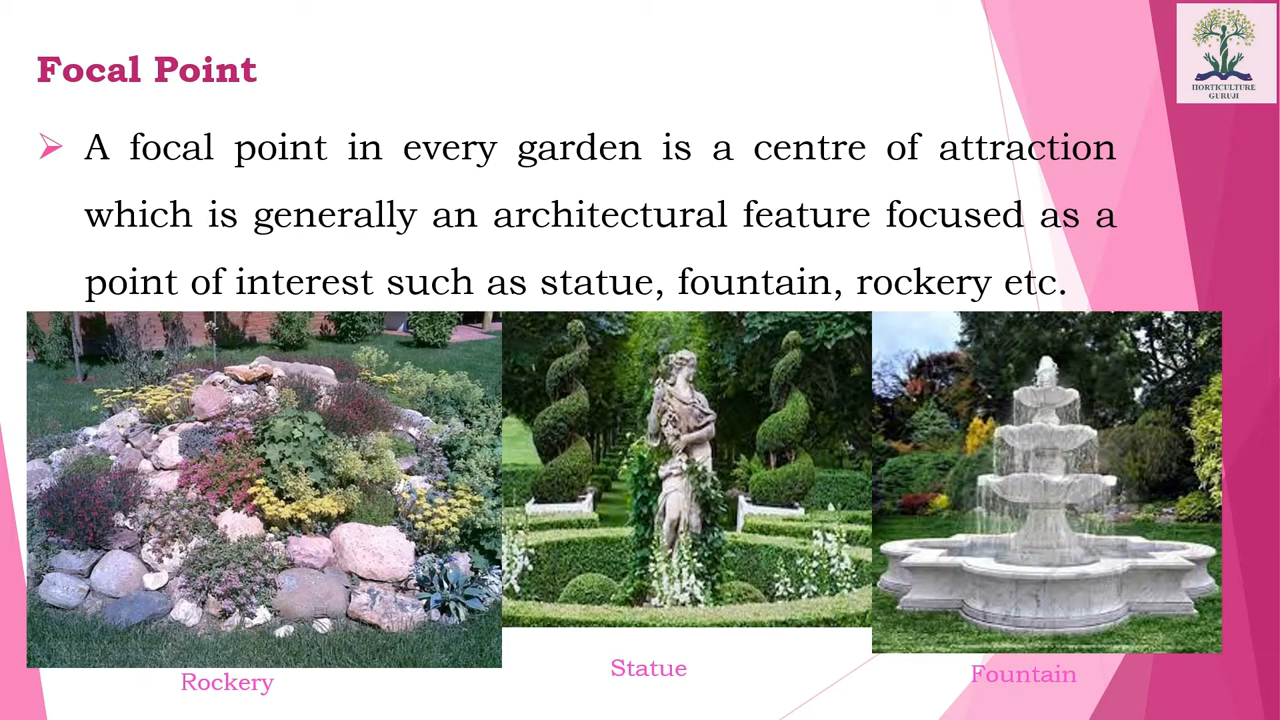 Focal Point
HORTICULTURE
GURUJI
A focal point in every garden is a centre of attraction
which is generally an architectural feature focused as a
point of interest such as statue, fountain, rockery etc.
Rockery
Statue
Fountain